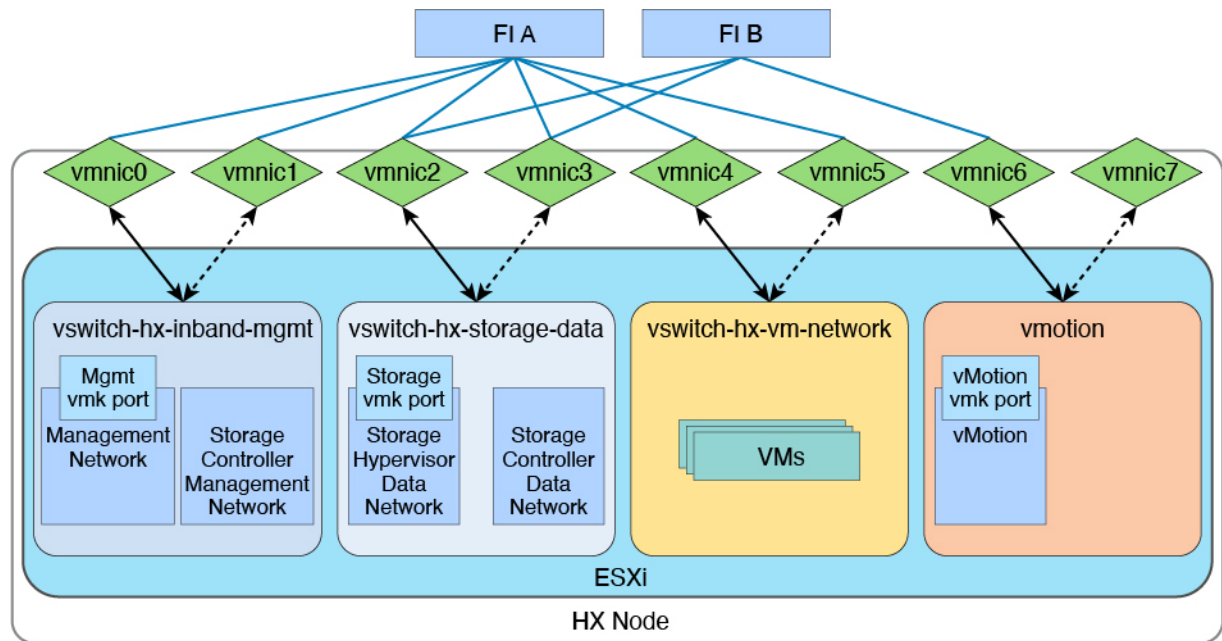 FI A
FI B
vmnic0
vmnic1
vmnic2
vmnic3
vmnic4
vmnic5
vmnic6
vmnic7
vswitch-hx-inband-mgmt
Mgmt
vmk port
Management
Network
Storage
Controller
Management
Network
vswitch-hx-storage-data
Storage
vmk port
Storage
Hypervisor
Data
Network
Storage
Controller
Data
Network
vswitch-hx-vm-network
VMs
vmotion
vMotion
vmk port
vMotion
ESXi
HX Node